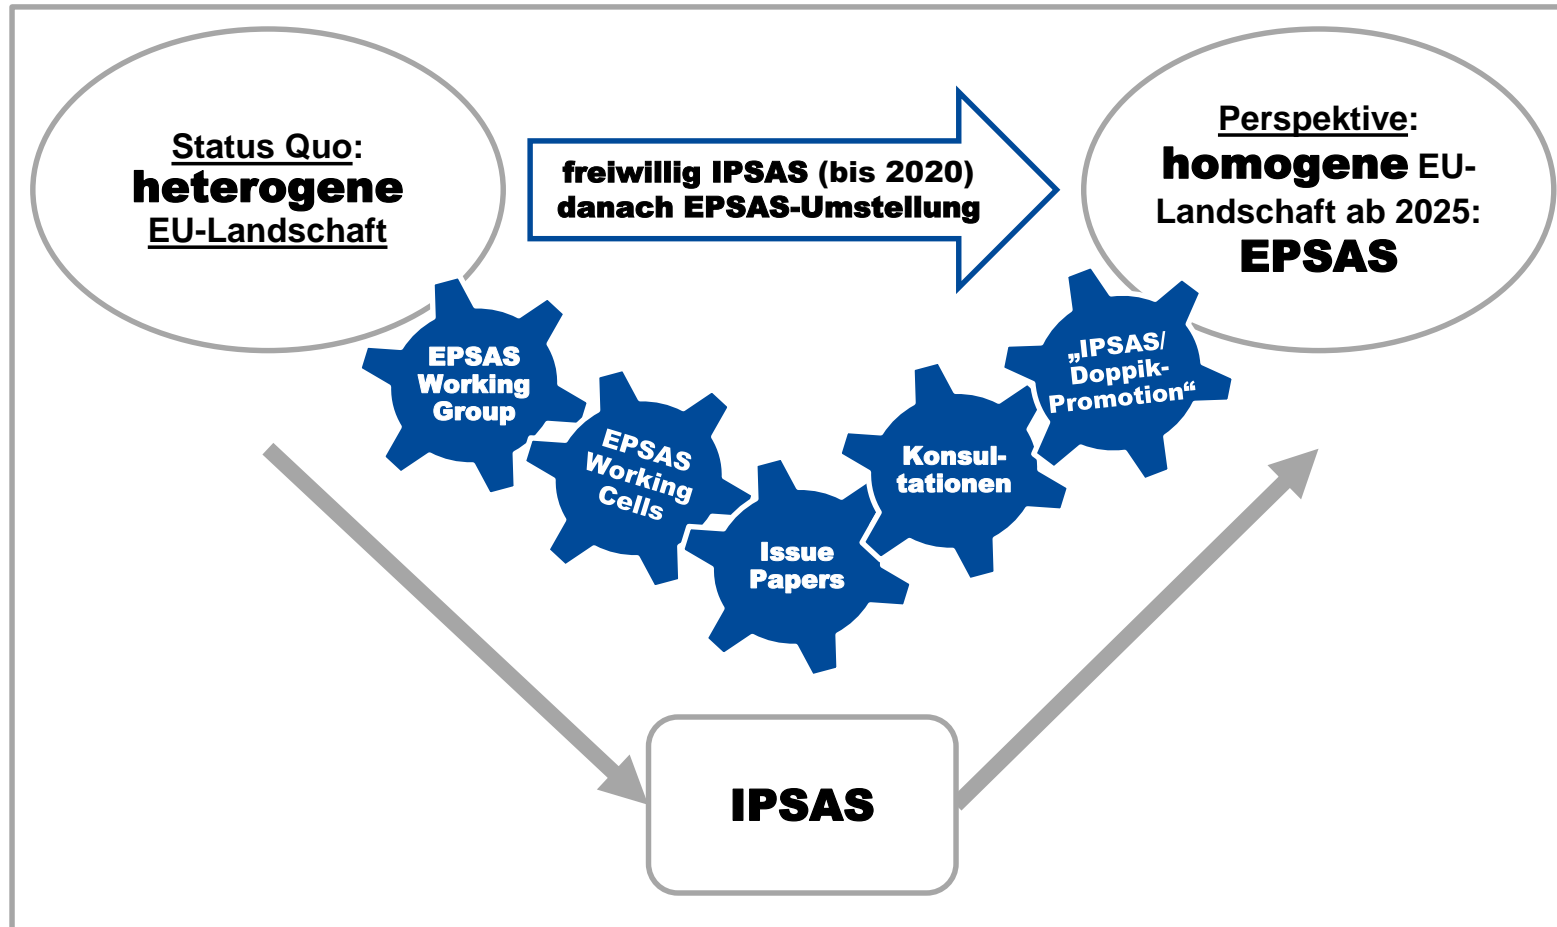 Status Quo:
heterogene
EU-Landschaft
freiwillig IPSAS (bis 2020)
danach EPSAS-Umstellung
Perspektive:
homogene EU-
Landschaft ab 2025:
EPSAS
EPSAS
Working
Group
EPSAS
Working
Cells
Issue
Papers
Konsul-
tationen
„IPSAS/
Doppik-
Promotion“
IPSAS